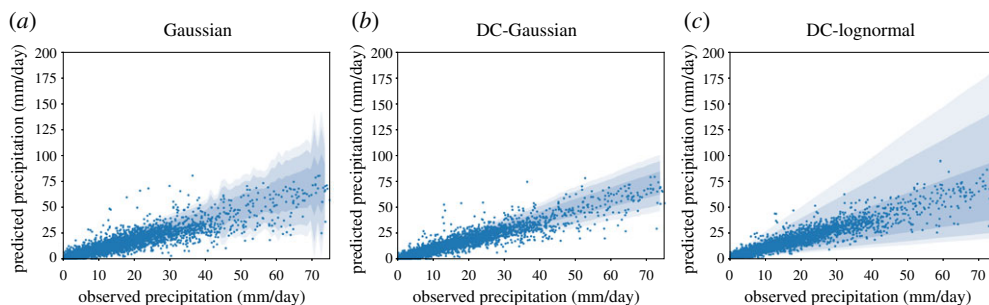 (a) Gaussian
predicted precipitation (mm/day)
200
175
150
125
100
75
50
25
0
0 10 20 30 40 50 60 70
observed precipitation (mm/day)
(b) DC-Gaussian
predicted precipitation (mm/day)
200
175
150
125
100
75
50
25
0
0 10 20 30 40 50 60 70
observed precipitation (mm/day)
(c) DC-lognormal
predicted precipitation (mm/day)
200
175
150
125
100
75
50
25
0
0 10 20 30 40 50 60 70
observed precipitation (mm/day)